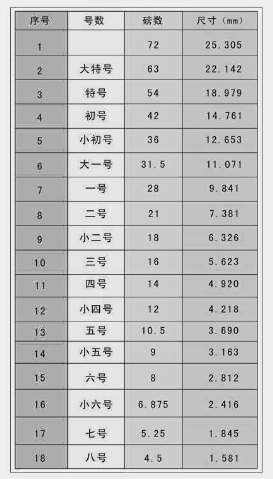 序号 号数 磅数 尺寸（mm）
1 72 25.305
2 大特号 63 22.142
3 特号 54 18.979
4 初号 42 14.761
5 小初号 36 12.653
6 大一号 31.5 11.071
7 一号 28 9.841
8 二号 21 7.381
9 小二号 18 6.326
10 三号 16 5.623
11 四号 14 4.920
12 小四号 12 4.218
13 五号 10.5 3.690
14 小五号 9 3.163
15 六号 8 2.812
16 小六号 6.875 2.416
17 七号 5.25 1.845
18 八号 4.5 1.581